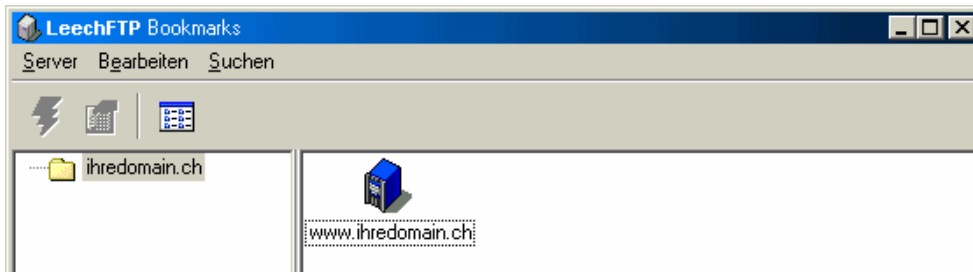 LeechFTP Bookmarks
Server Bearbeiten Suchen
ihredomain.ch
www.ihredomain.ch